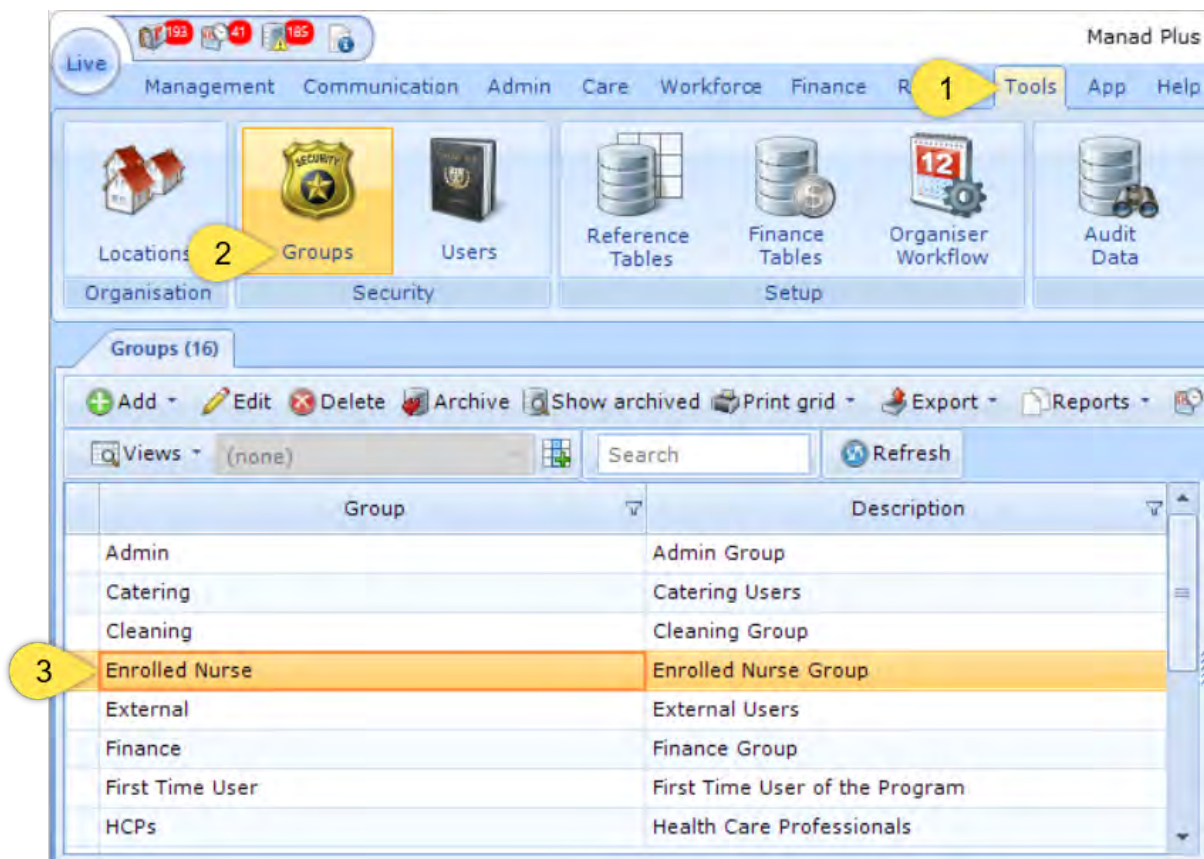 193 41 185
Manad Plus
Live
Management Communication Admin Care Workforce Finance R 1 Tools App Help
SECURITY
12
$
Locations 2 Groups Users Reference Tables Finance Tables Organiser Workflow Audit Data
Organisation Security Setup
Groups (16)
Add Edit Delete Archive Show archived Print grid Export Reports
Views (none) Search Refresh
Group Description
Admin Admin Group
Catering Catering Users
Cleaning Cleaning Group
3 Enrolled Nurse Enrolled Nurse Group
External External Users
Finance Finance Group
First Time User First Time User of the Program
HCPs Health Care Professionals